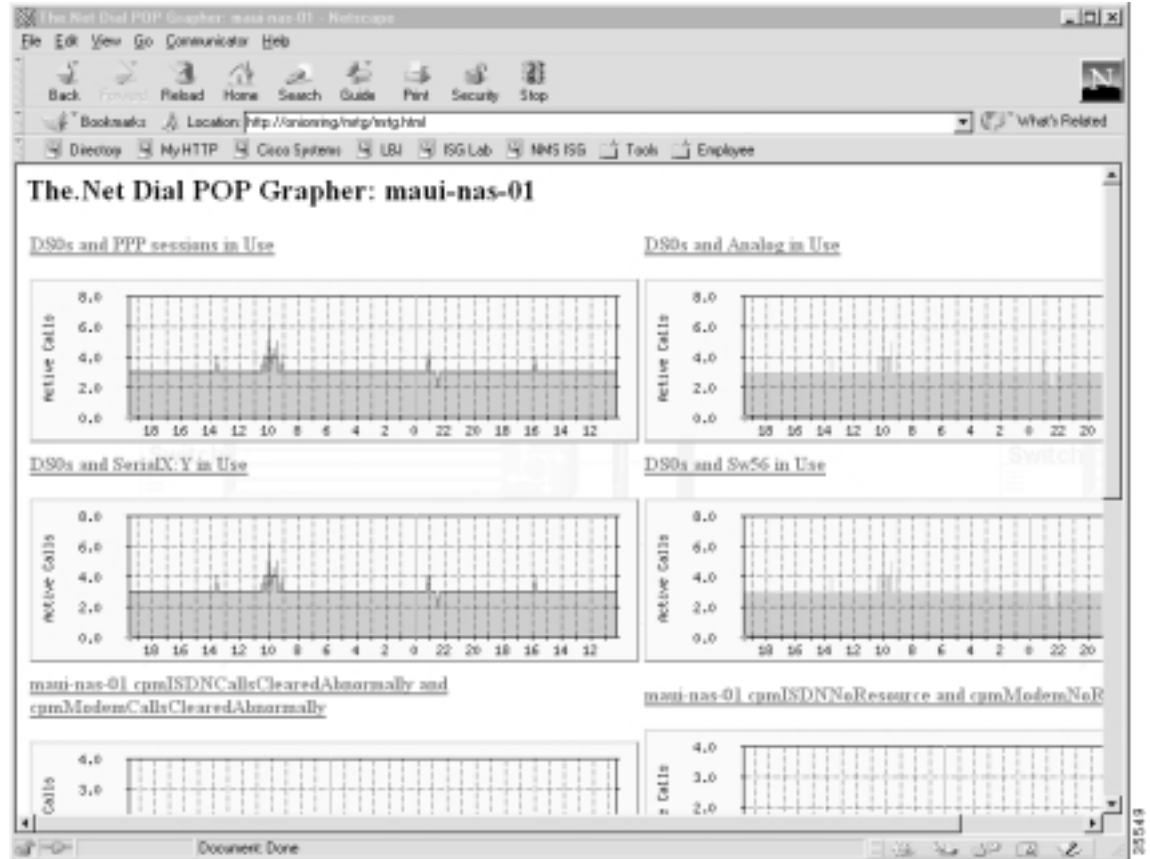 The.Net Dial POP Grapher: maui-nas-01 - Netscape
File Edit View Go Communicator Help
Back Forward Reload Home Search Guide Print Security Stop
Bookmarks Location: http://onionring/mrtg/mrtg.html What's Related
Directory My HTTP Cisco Systems LBJ ISG Lab NMS ISG Tools Employee
The.Net Dial POP Grapher: maui-nas-01
DS0s and PPP sessions in Use
Active Calls
8.0
6.0
4.0
2.0
0.0
18 16 14 12 10 8 6 4 2 0 22 20 18 16 14 12
DS0s and Analog in Use
Active Calls
8.0
6.0
4.0
2.0
0.0
18 16 14 12 10 8 6 4 2 0 22 20
DS0s and SerialX:Y in Use
Active Calls
8.0
6.0
4.0
2.0
0.0
18 16 14 12 10 8 6 4 2 0 22 20 18 16 14 12
DS0s and Sw56 in Use
Active Calls
8.0
6.0
4.0
2.0
0.0
18 16 14 12 10 8 6 4 2 0 22 20
maui-nas-01 cpmISDNCallsClearedAbnormally and
cpmModemCallsClearedAbnormally
Calls
4.0
3.0
maui-nas-01 cpmISDNNoResource and cpmModemNoR
e Calls
4.0
3.0
2.0
Switch
Switch
Document: Done
25549